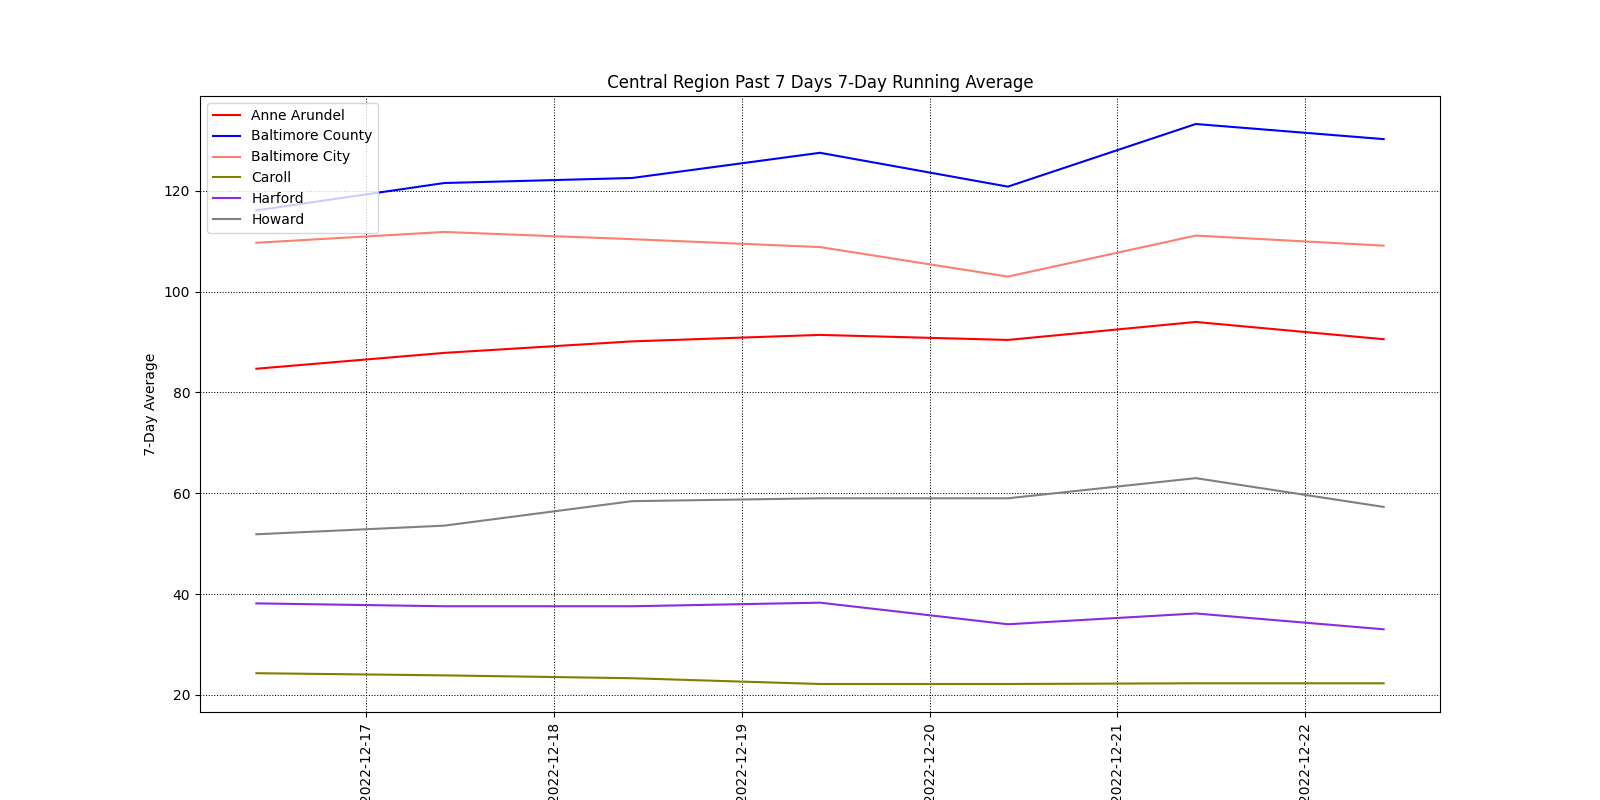 Central Region Past 7 Days 7-Day Running Average
Anne Arundel
Baltimore County
Baltimore City
Caroll
Harford
Howard
7-Day Average
120
100
80
60
40
20
2022-12-17
2022-12-18
2022-12-19
2022-12-20
2022-12-21
2022-12-22